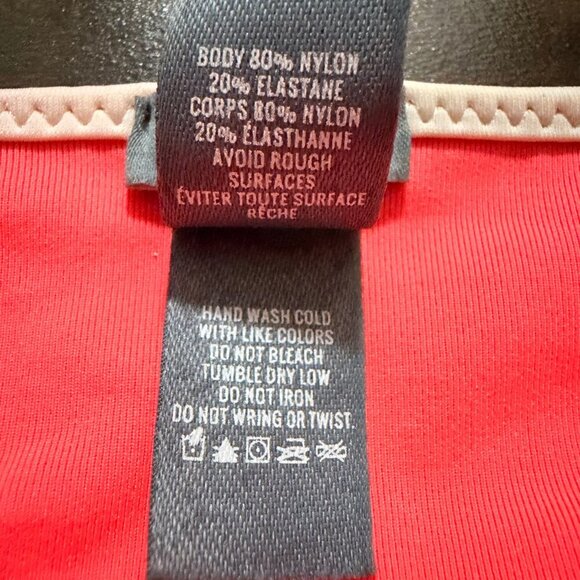 BODY 80% NYLON
20% ELASTANE
CORPS 80% NYLON
20% ÉLASTHANNE
AVOID ROUGH
SURFACES
ÉVITER TOUTE SURFACE
RÊCHE
HAND WASH COLD
WITH LIKE COLORS
DO NOT BLEACH
TUMBLE DRY LOW
DO NOT IRON
DO NOT WRING OR TWIST.